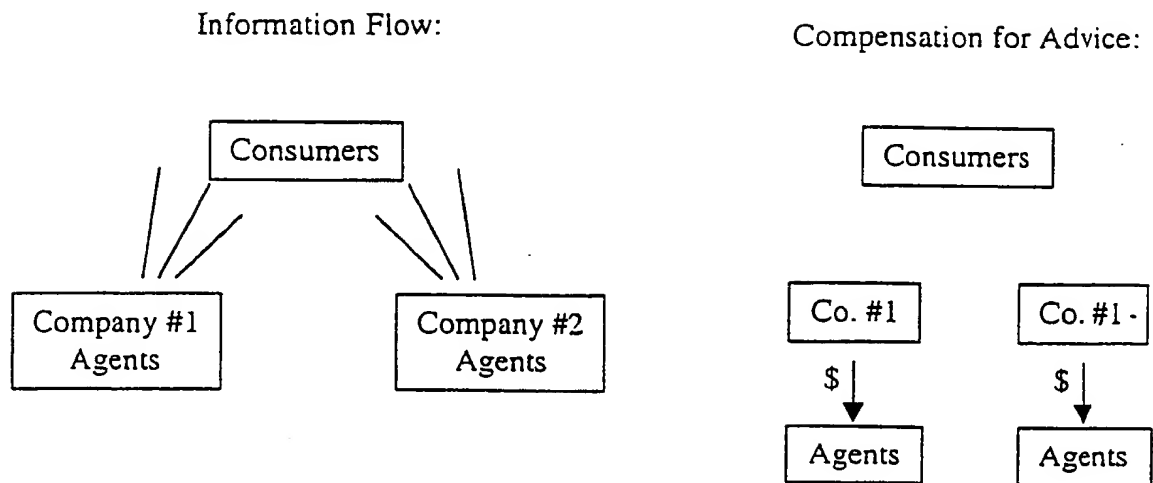 Information Flow:
Consumers
Company #1
Agents
Company #2
Agents
Compensation for Advice:
Consumers
Co. #1
Co. #1
$
$
Agents
Agents